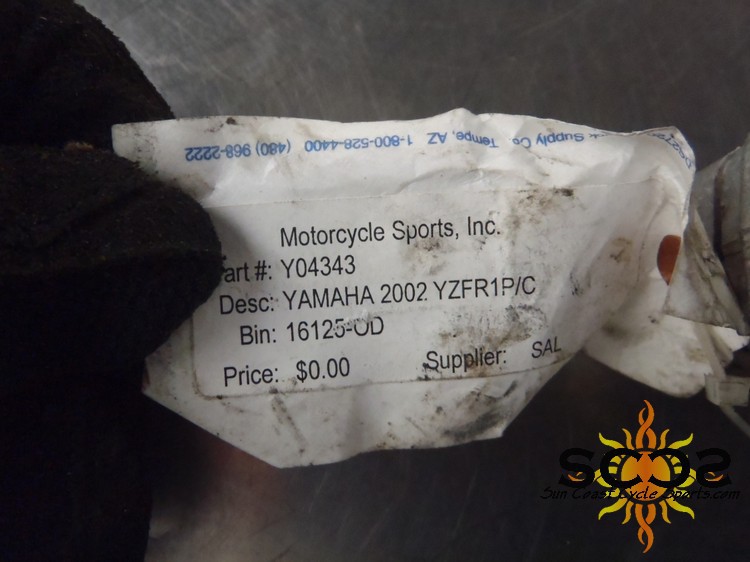 k Supply Co Tempe, AZ 1-800-528-4400 (480) 968-2222
Motorcycle Sports, Inc.
art #: Y04343
Desc: YAMAHA 2002 YZFR1P/C
Bin: 16125-OD
Price: $0.00 Supplier: SAL
SCCS
Sun Coast Cycle Sports.com